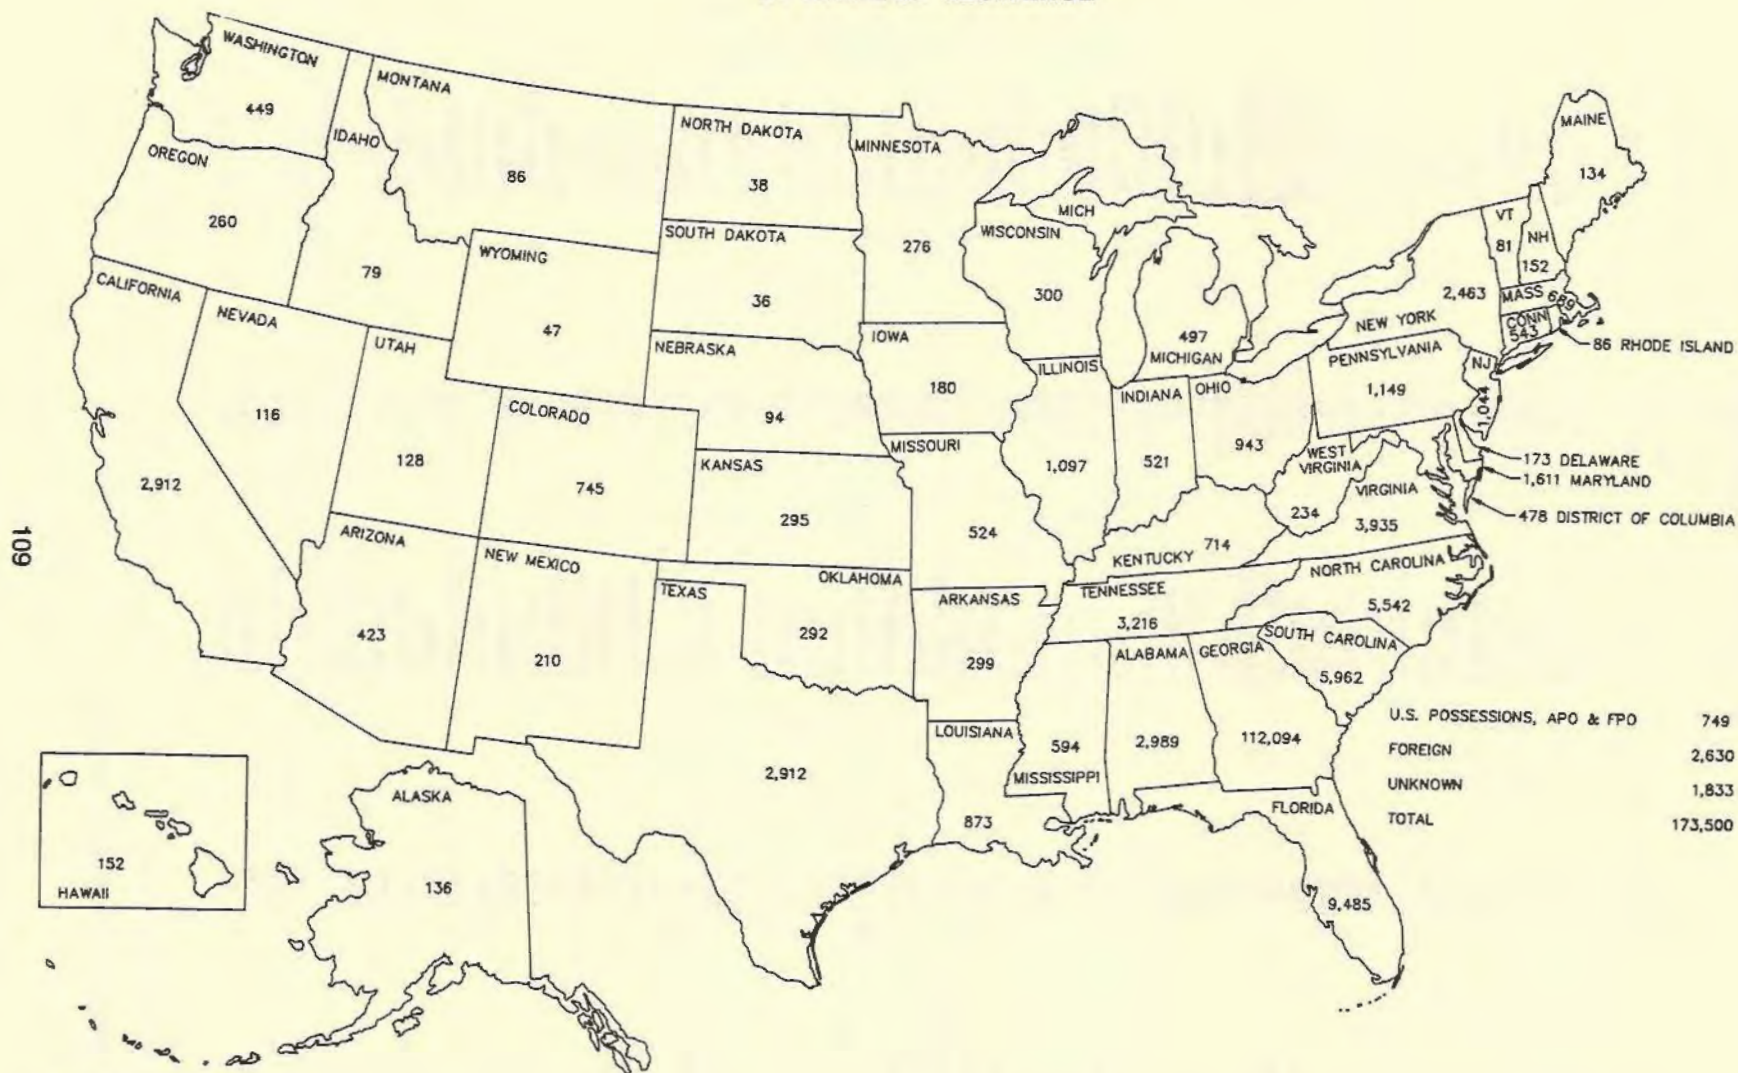 WASHINGTON
449
MONTANA
86
IDAHO
79
OREGON
260
NORTH DAKOTA
38
MINNESOTA
276
SOUTH DAKOTA
36
WYOMING
47
CALIFORNIA
2,912
NEVADA
116
UTAH
128
COLORADO
745
NEBRASKA
94
IOWA
180
WISCONSIN
300
MICH
497
MICHIGAN
ILLINOIS
1,097
INDIANA
521
OHIO
943
MISSOURI
524
KANSAS
295
ARIZONA
423
NEW MEXICO
210
TEXAS
2,912
OKLAHOMA
292
ARKANSAS
299
LOUISIANA
873
594
MISSISSIPPI
ALABAMA
2,989
GEORGIA
112,094
FLORIDA
9,485
SOUTH CAROLINA
5,962
NORTH CAROLINA
5,542
TENNESSEE
3,216
KENTUCKY 714
WEST
VIRGINIA
234
VIRGINIA
3,935
PENNSYLVANIA
1,149
2,463
NEW YORK
VT
81
NH
152
MAINE
134
MASS 689
CONN
543
86 RHODE ISLAND
NJ
1,044
173 DELAWARE
1,611 MARYLAND
478 DISTRICT OF COLUMBIA
152
HAWAII
ALASKA
136
U.S. POSSESSIONS, APO & FPO 749
FOREIGN 2,630
UNKNOWN 1,833
TOTAL 173,500
109